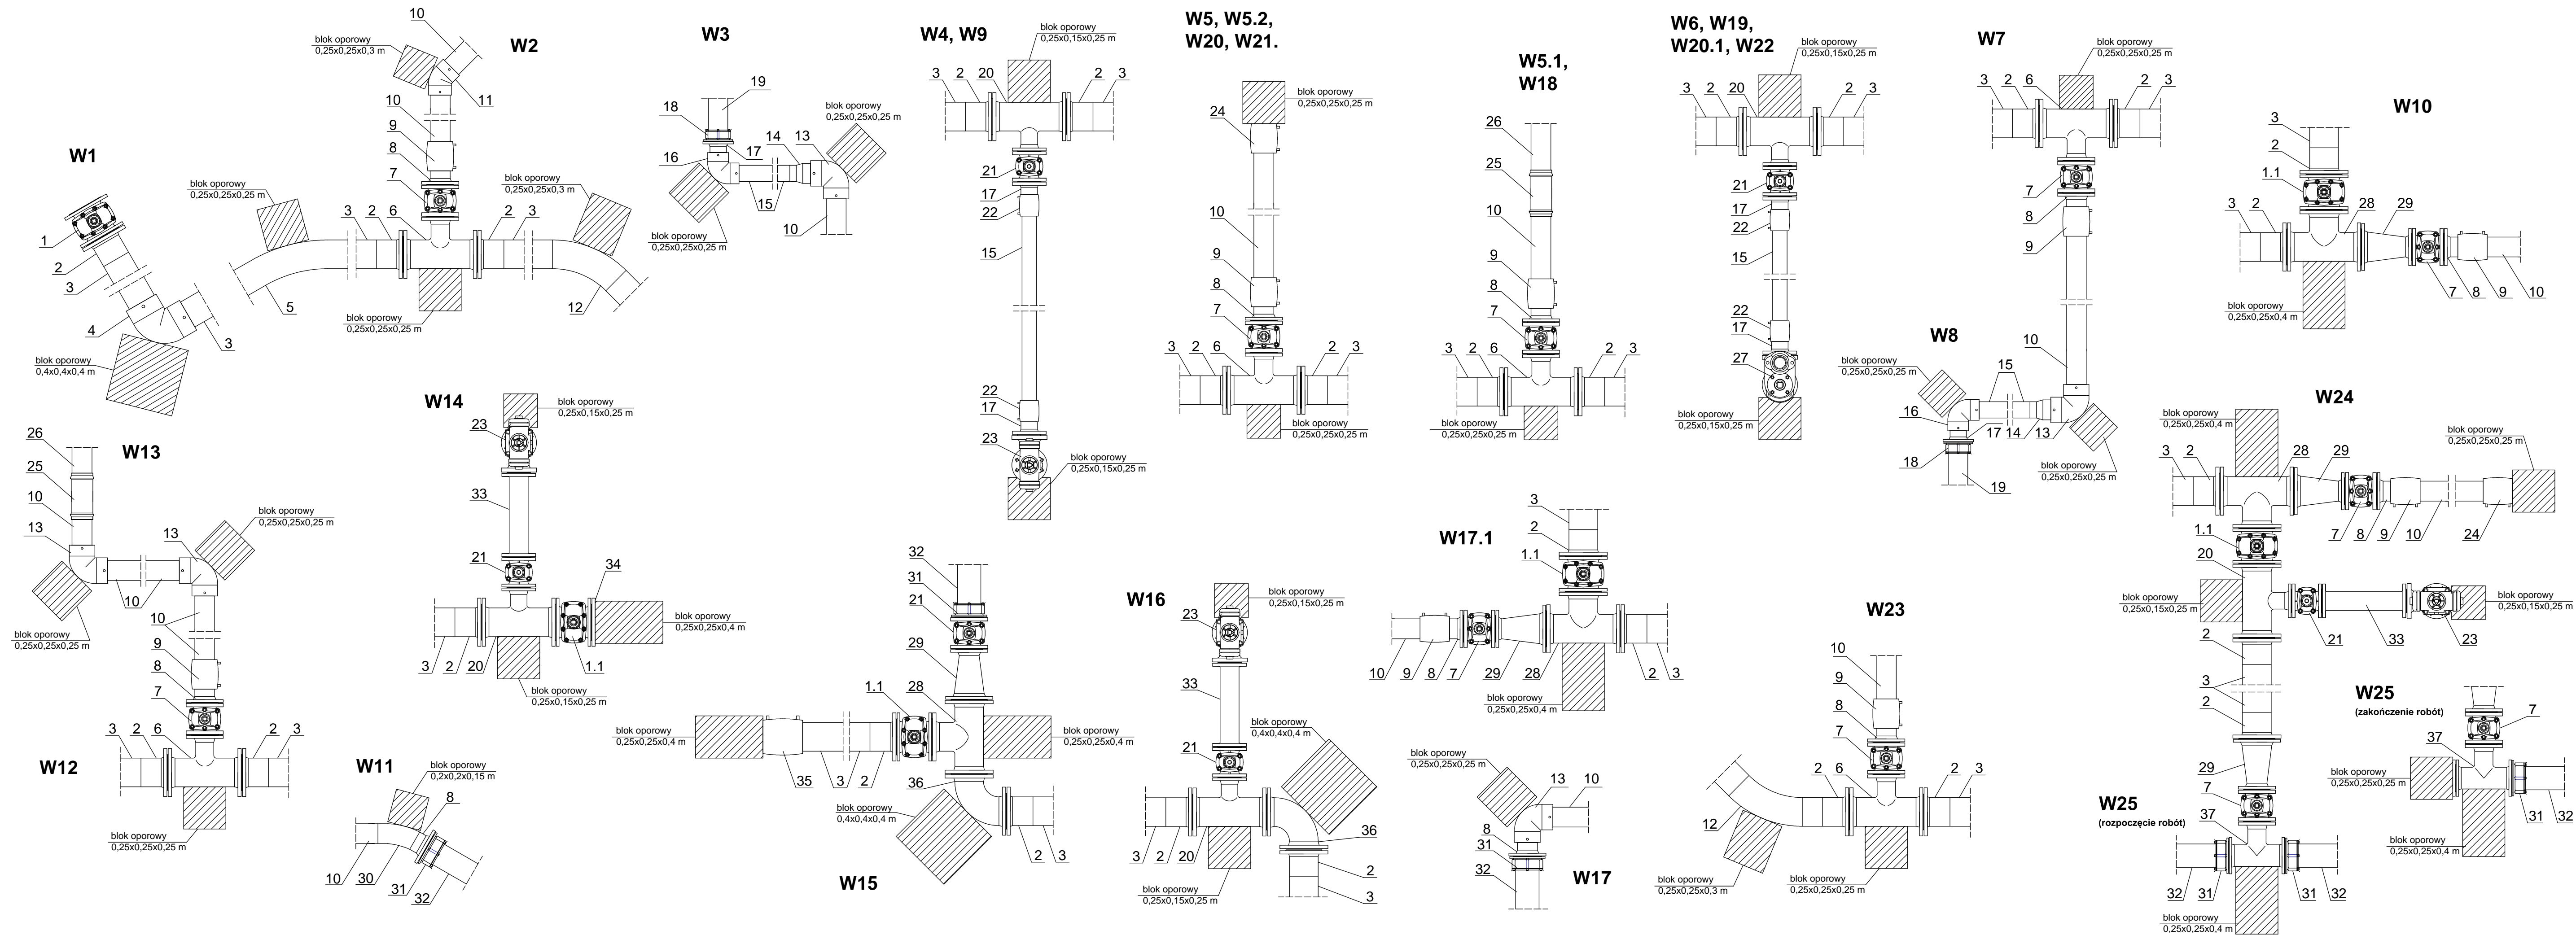 W1
1
2
3
4
3
blok oporowy
0,4x0,4x0,4 m
W2
10
blok oporowy
0,25x0,25x0,3 m
11
10
9
8
7
blok oporowy
0,25x0,25x0,25 m
blok oporowy
0,25x0,25x0,3 m
3
2
6
2
3
5
12
blok oporowy
0,25x0,25x0,25 m
W3
19
18
blok oporowy
0,25x0,25x0,25 m
16
17
14
13
15
10
blok oporowy
0,25x0,25x0,25 m
W4, W9
blok oporowy
0,25x0,15x0,25 m
3
2
20
2
3
21
17
22
15
22
17
23
blok oporowy
0,25x0,15x0,25 m
W5, W5.2,
W20, W21.
blok oporowy
0,25x0,25x0,25 m
24
10
9
8
7
3
2
6
2
3
blok oporowy
0,25x0,25x0,25 m
W5.1,
W18
26
25
10
9
8
7
3
2
6
2
3
blok oporowy
0,25x0,25x0,25 m
W6, W19,
W20.1, W22
blok oporowy
0,25x0,15x0,25 m
3
2
20
2
3
21
17
22
15
22
17
27
blok oporowy
0,25x0,15x0,25 m
W7
blok oporowy
0,25x0,25x0,25 m
3
2
6
2
3
7
8
9
10
W8
blok oporowy
0,25x0,25x0,25 m
15
16
17
14
13
18
19
blok oporowy
0,25x0,25x0,25 m
W10
3
2
1.1
3
2
28
29
7
8
9
10
blok oporowy
0,25x0,25x0,4 m
W13
26
25
10
13
13
blok oporowy
0,25x0,25x0,25 m
10
blok oporowy
0,25x0,25x0,25 m
10
9
8
7
3
2
6
2
3
W12
blok oporowy
0,25x0,25x0,25 m
W11
blok oporowy
0,2x0,2x0,15 m
8
10
30
31
32
W14
blok oporowy
0,25x0,15x0,25 m
23
33
21
34
blok oporowy
0,25x0,25x0,4 m
3
2
20
1.1
blok oporowy
0,25x0,15x0,25 m
32
31
21
29
1.1
28
blok oporowy
0,25x0,25x0,4 m
blok oporowy
0,25x0,25x0,4 m
35
3
2
36
blok oporowy
0,4x0,4x0,4 m
2
3
W15
W16
blok oporowy
0,25x0,15x0,25 m
23
33
21
blok oporowy
0,4x0,4x0,4 m
3
2
20
36
2
3
blok oporowy
0,25x0,15x0,25 m
W17.1
3
2
1.1
10
9
8
7
29
28
2
3
blok oporowy
0,25x0,25x0,4 m
blok oporowy
0,25x0,25x0,25 m
13
10
8
31
32
W17
W23
10
9
8
7
2
6
2
3
12
blok oporowy
0,25x0,25x0,3 m
blok oporowy
0,25x0,25x0,25 m
W24
blok oporowy
0,25x0,25x0,4 m
blok oporowy
0,25x0,25x0,25 m
3
2
28
29
7
8
9
10
24
1.1
20
blok oporowy
0,25x0,15x0,25 m
21
33
23
blok oporowy
0,25x0,15x0,25 m
2
3
2
29
7
37
W25
(rozpoczęcie robót)
32
31
31
32
blok oporowy
0,25x0,25x0,4 m
W25
(zakończenie robót)
7
37
blok oporowy
0,25x0,25x0,25 m
31
32
blok oporowy
0,25x0,25x0,4 m